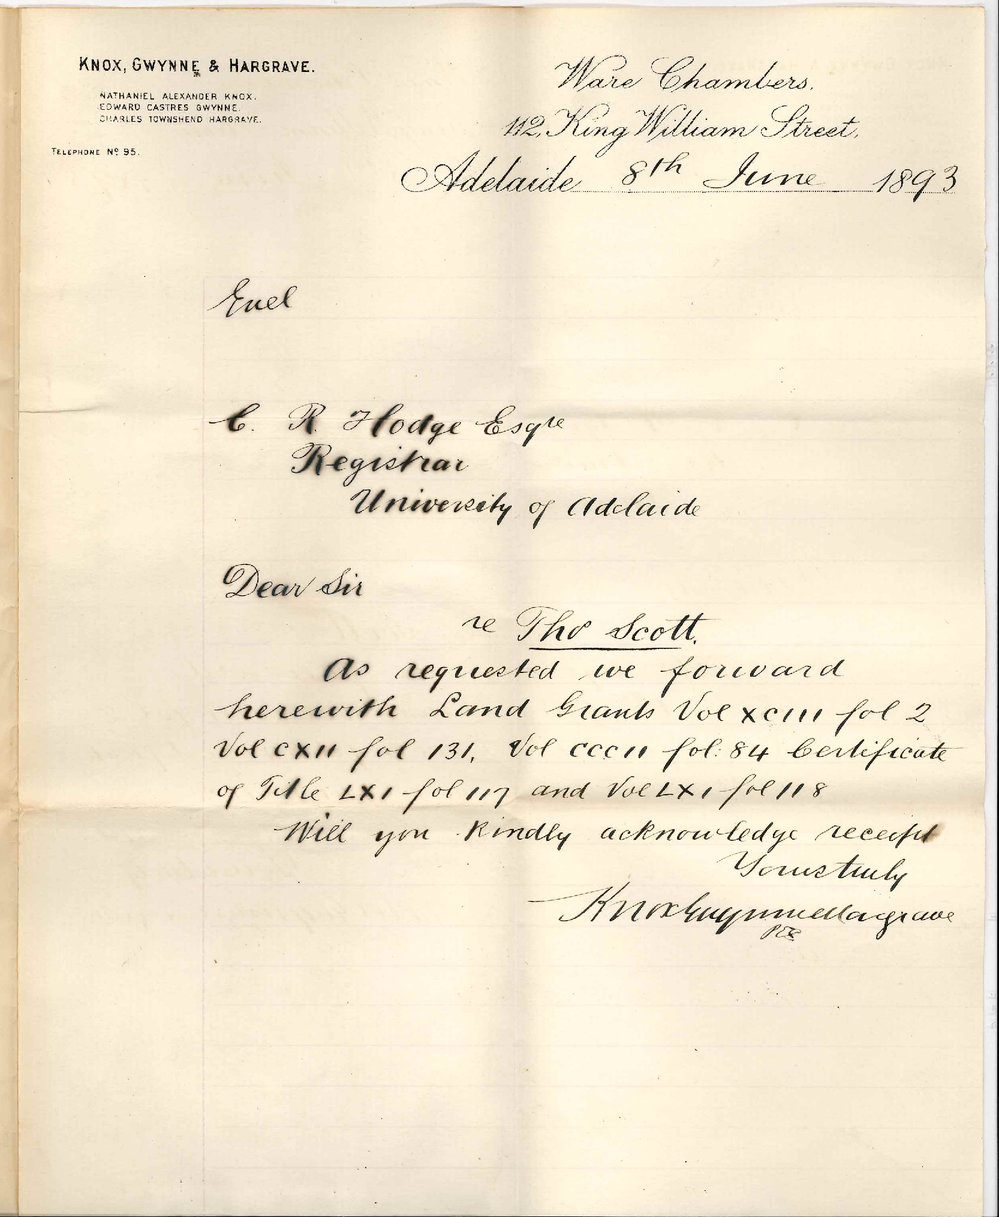 KNOX, GWYNNE & HARGRAVE.
NATHANIEL ALEXANDER KNOX.
EDWARD CASTRES GWYNNE.
CHARLES TOWNSHEND HARGRAVE.
TELEPHONE No 95.
Ware Chambers.
112, King William Street,
Adelaide 8th June 1893
Encl
C. R. Hodge Esqre
Registrar
University of Adelaide
Dear Sir
re Thos Scott.
As requested we forward
herewith Land Grants Vol XCIII fol 2
Vol CXII fol 131, Vol CCCII fol: 84 Certificate
of Title LXI fol 117 and Vol LXI fol 118
Will you kindly acknowledge receipt
Yours truly
Knox Gwynne Hargrave